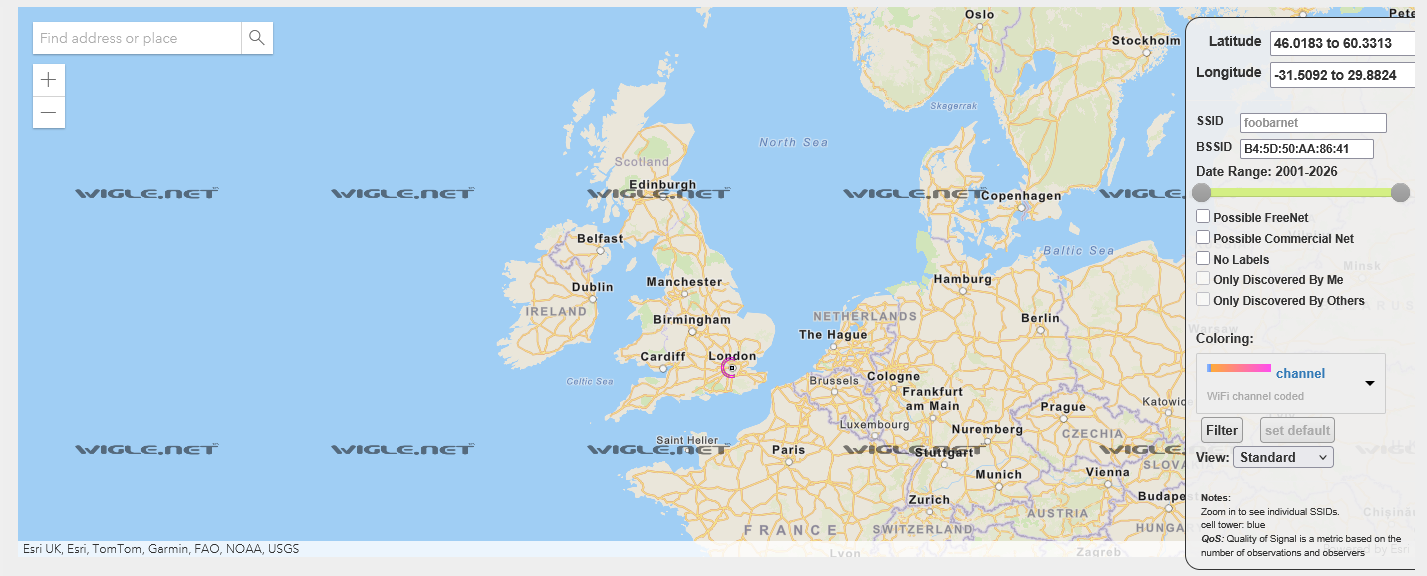 Find address or place
+
−
Oslo
Pete
Stockholm
Skagerrak
North Sea
Scotland
Edinburgh
WIGLE.NET WIGLE.NET WIGLE.NET WIGLE.NET WIGLE.NET
Copenhagen
Belfast
Baltic Sea
Manchester
Hamburg
Dublin
IRELAND
NETHERLANDS
Birmingham
Berlin
The Hague
Warsaw
Minsk
Cardiff
London
Celtic Sea
Brussels
Cologne
Frankfurt
am Main
Prague
Katowic
Luxembourg
Nuremberg
CZECHIA
Saint Helier
WIGLE.NET WIGLE.NET WIGLE.NET WIGLE.NET WIGLE.NET
Paris
Stuttgart
SLOVAK
Munich
Vienna
Zurich
Budape
AUSTRIA
Chișin
FRANCE
SWITZERLAND
HUNGA
Lyon
Zagreb
Esri UK, Esri, TomTom, Garmin, FAO, NOAA, USGS
Latitude 46.0183 to 60.3313
Longitude -31.5092 to 29.8824
SSID foobarnet
BSSID B4:5D:50:AA:86:41
Date Range: 2001-2026
Possible FreeNet
Possible Commercial Net
No Labels
Only Discovered By Me
Only Discovered By Others
Coloring:
channel
WiFi channel coded
Filter set default
View: Standard
Notes:
Zoom in to see individual SSIDs.
cell tower: blue
QoS: Quality of Signal is a metric based on the
number of observations and observers